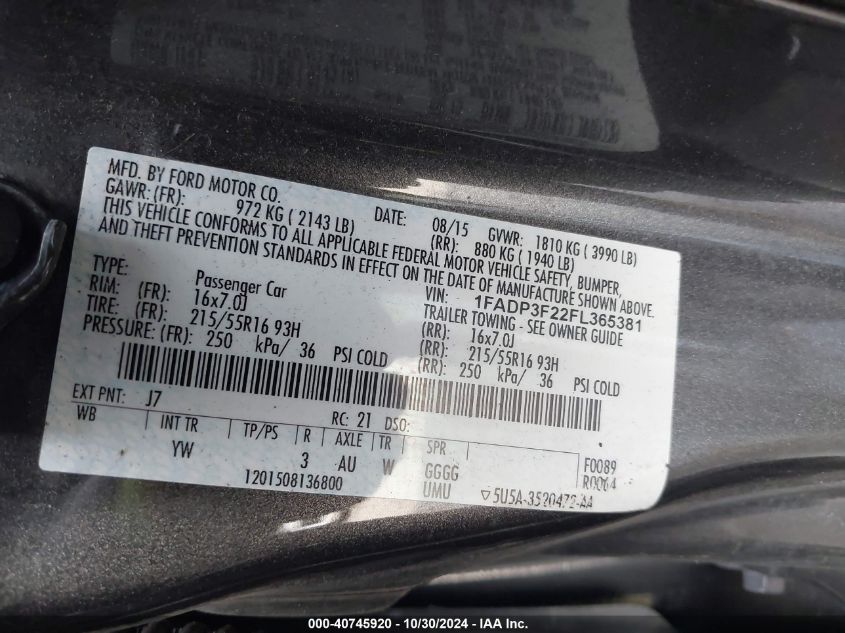 MFD. BY FORD MOTOR CO.
DATE: 08/15 GVWR: 1810 KG ( 3990 LB)
GAWR: (FR): 972 KG ( 2143 LB) (RR): 880 KG ( 1940 LB)
THIS VEHICLE CONFORMS TO ALL APPLICABLE FEDERAL MOTOR VEHICLE SAFETY, BUMPER,
AND THEFT PREVENTION STANDARDS IN EFFECT ON THE DATE OF MANUFACTURE SHOWN ABOVE.
VIN: 1FADP3F22FL365381
TYPE: Passenger Car TRAILER TOWING - SEE OWNER GUIDE
RIM: (FR): 16x7.0J (RR): 16x7.0J
TIRE: (FR): 215/55R16 93H (RR): 215/55R16 93H
PRESSURE: (FR): 250 kPa/ 36 PSI COLD (RR): 250 kPa/ 36 PSI COLD
EXT PNT: J7 RC: 21 DSO:
WB INT TR TP/PS R AXLE TR SPR
YW 3 AU W GGGG F0089
UMU R0064
1201508136800 5U5A-3520472-AA
000-40745920 - 10/30/2024 - IAA Inc.